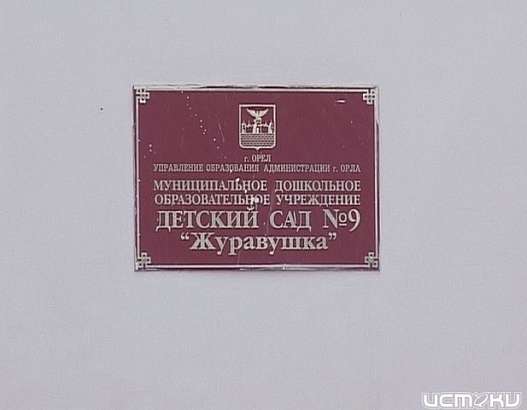 г. ОРЕЛ
УПРАВЛЕНИЕ ОБРАЗОВАНИЯ АДМИНИСТРАЦИИ г. ОРЛА
МУНИЦИПАЛЬНОЕ ДОШКОЛЬНОЕ
ОБРАЗОВАТЕЛЬНОЕ УЧРЕЖДЕНИЕ
ДЕТСКИЙ САД №9
"Журавушка"
истоки